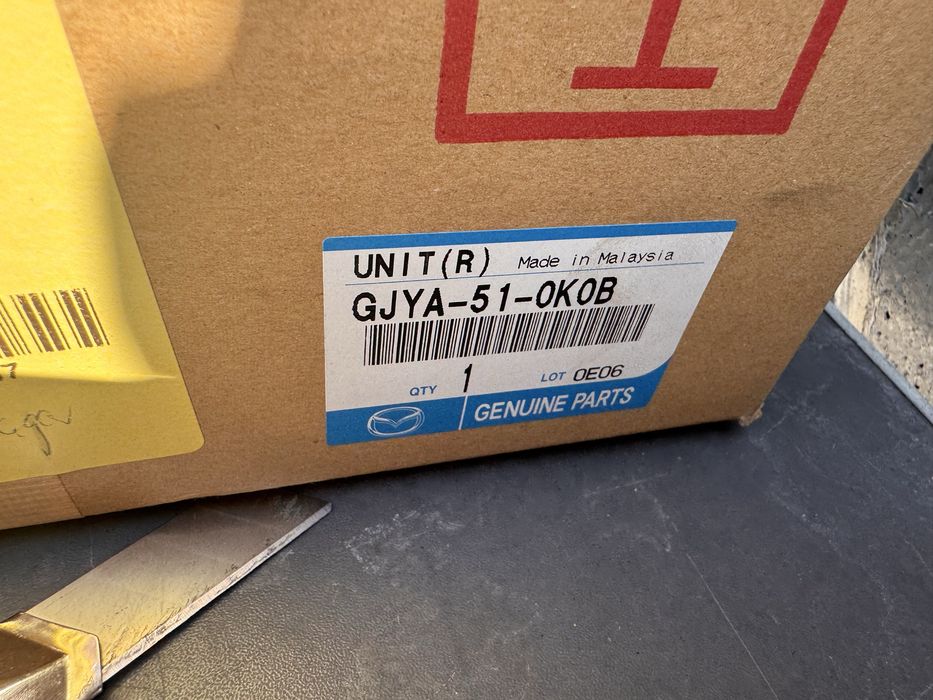 UNIT(R) Made in Malaysia
GJYA-51-0K0B
QTY 1 LOT 0E06
GENUINE PARTS